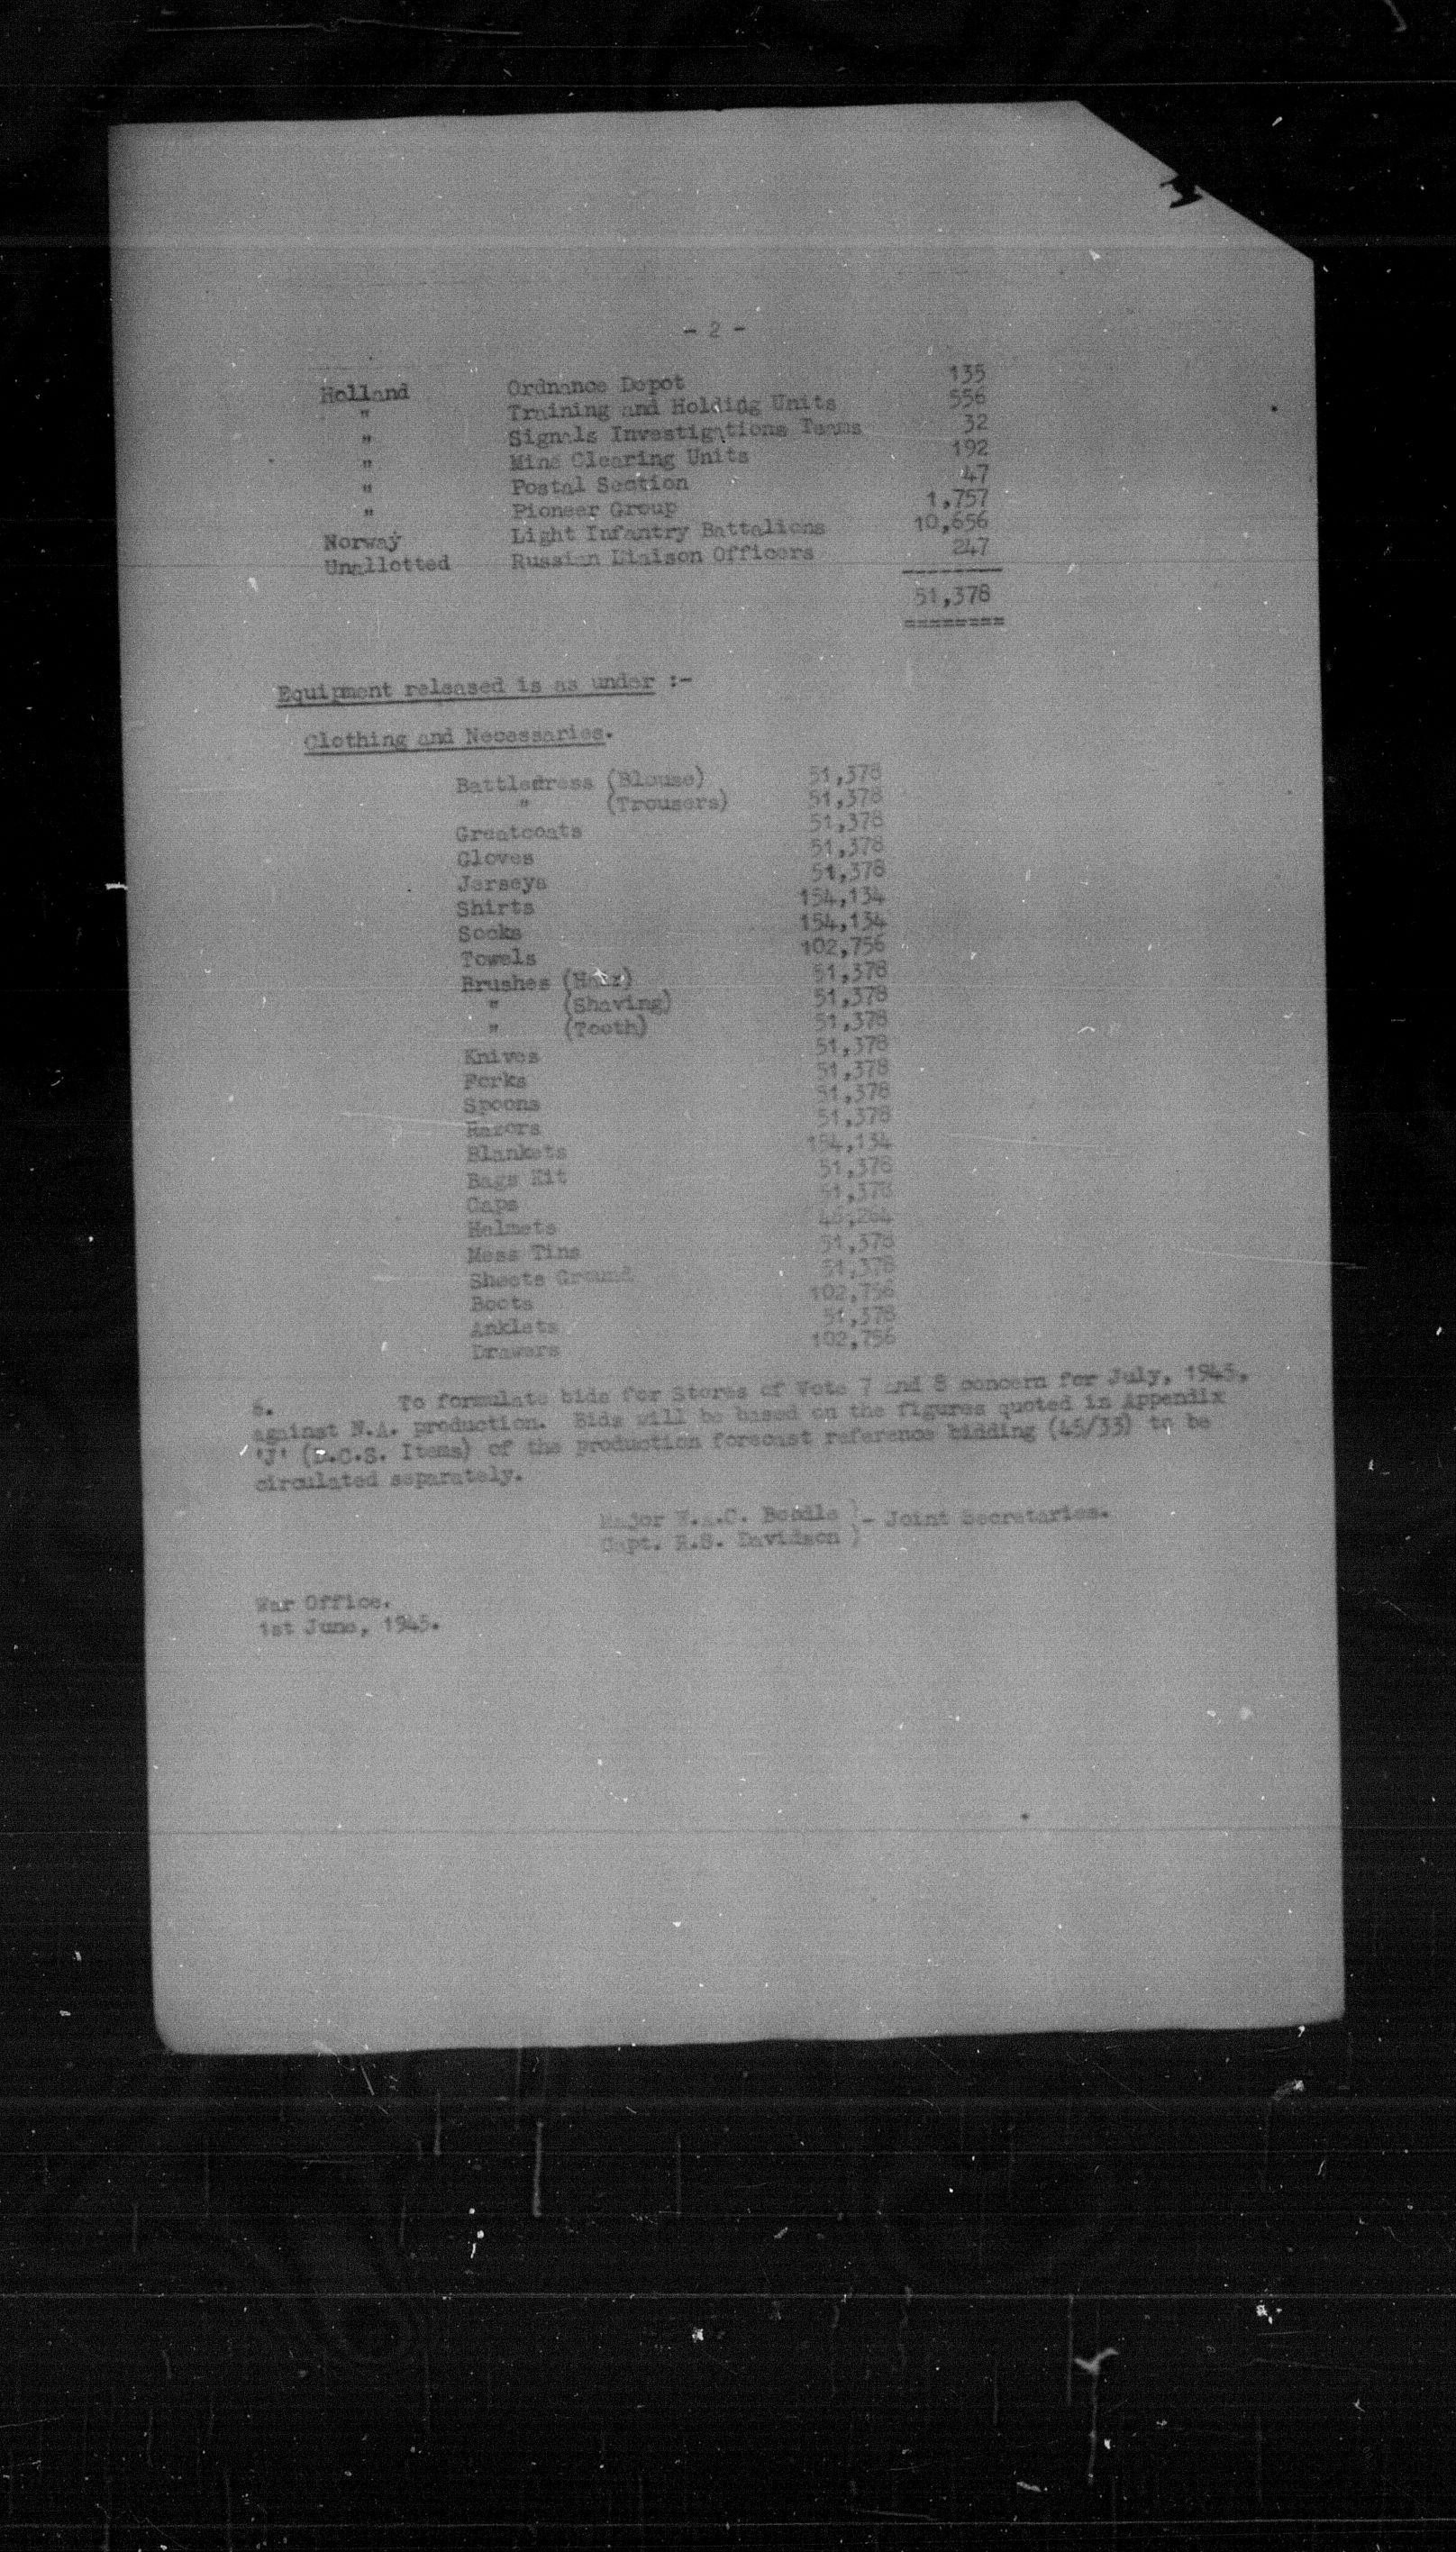 - 2 -
Holland Ordnance Depot 135
" Training and Holding Units 556
" Signals Investigations Teams 32
" Mine Clearing Units 192
" Postal Section 47
" Pioneer Group 1,757
Norway Light Infantry Battalions 10,656
Unallotted Russian Liaison Officers 247
51,378
Equipment released is as under :-
Clothing and Necessaries.
Battledress (Blouse) 51,378
" (Trousers) 51,378
Greatcoats 51,378
Gloves 51,378
Jerseys 51,378
Shirts 154,134
Socks 154,134
Towels 102,756
Brushes (Hair) 51,378
" (Shaving) 51,378
" (Tooth) 51,378
Knives 51,378
Forks 51,378
Spoons 51,378
Razors 51,378
Blankets 154,134
Bags Kit 51,378
Caps 51,378
Helmets
Mess Tins 51,378
Sheets Ground 51,378
Boots 102,756
Anklets 51,378
Drawers 102,756
To formulate bids for Stores of Vote 7 and 8 concern for July, 1945,
against N.A. production. Bids will be based on the figures quoted in Appendix
'J' Items) of the production forecast reference bidding (45/33) to be
circulated separately.
Major Beadle ) - Joint Secretaries.
Capt. R.S. Davidson )
War Office.
1st June, 1945.